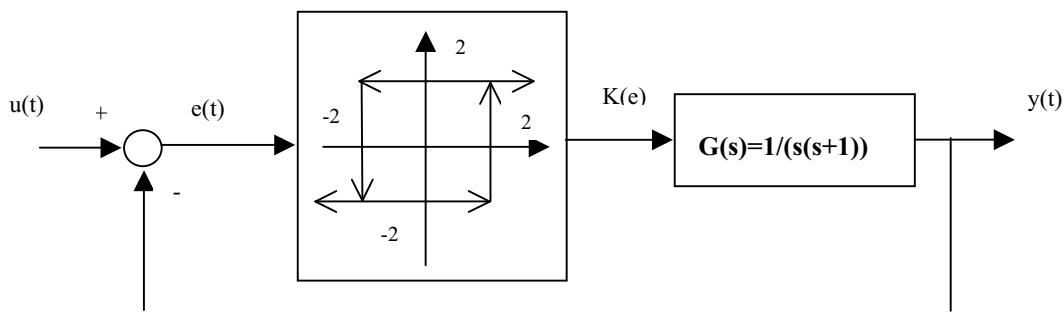 2
u(t)
+
e(t)
-2
2
K(e)
y(t)
G(s)=1/(s(s+1))
-
-2